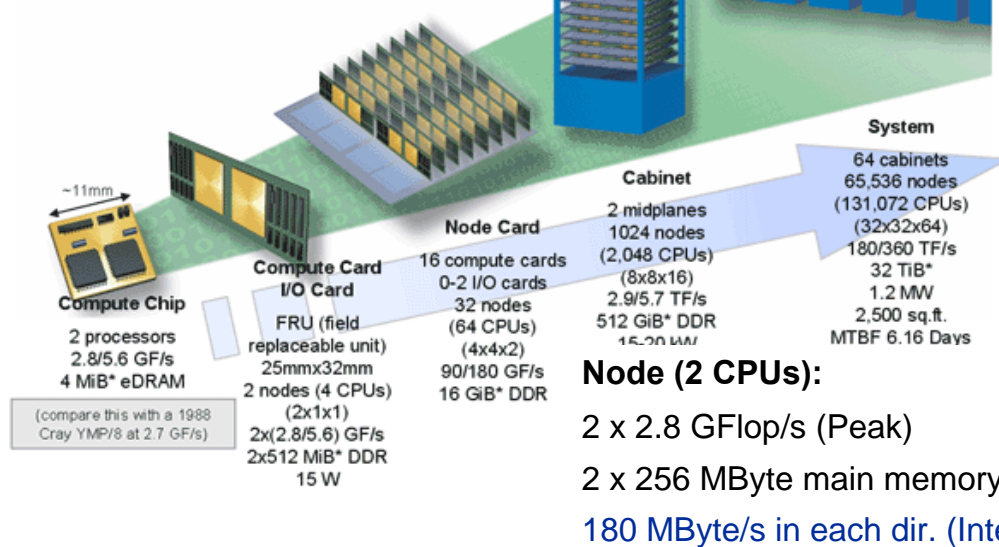 ~11mm
Compute Chip
2 processors
2.8/5.6 GF/s
4 MiB* eDRAM
(compare this with a 1988
Cray YMP/8 at 2.7 GF/s)
Compute Card
I/O Card
FRU (field
replaceable unit)
25mmx32mm
2 nodes (4 CPUs)
(2x1x1)
2x(2.8/5.6) GF/s
2x512 MiB* DDR
15 W
Node Card
16 compute cards
0-2 I/O cards
32 nodes
(64 CPUs)
(4x4x2)
90/180 GF/s
16 GiB* DDR
Cabinet
2 midplanes
1024 nodes
(2,048 CPUs)
(8x8x16)
2.9/5.7 TF/s
512 GiB* DDR
15-20 kW
System
64 cabinets
65,536 nodes
(131,072 CPUs)
(32x32x64)
180/360 TF/s
32 TiB*
1.2 MW
2,500 sq.ft.
MTBF 6.16 Days
Node (2 CPUs):
2 x 2.8 GFlop/s (Peak)
2 x 256 MByte main memory
180 MByte/s in each dir.